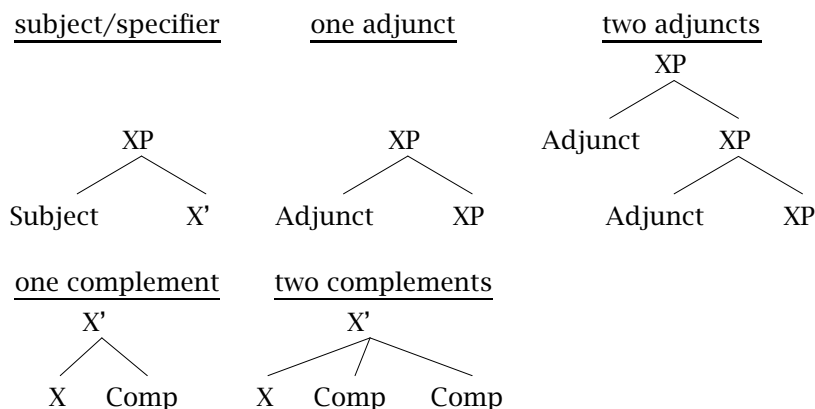 subject/specifier one adjunct two adjuncts
XP
XP XP Adjunct XP
Subject X’ Adjunct XP Adjunct XP
one complement two complements
X’ X’
X Comp X Comp Comp